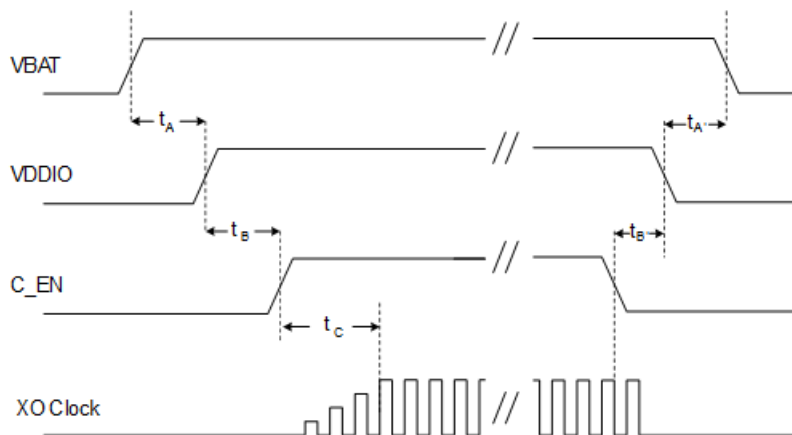 VBAT
tA
tA'
VDDIO
tB
tB'
C_EN
tC
XO Clock